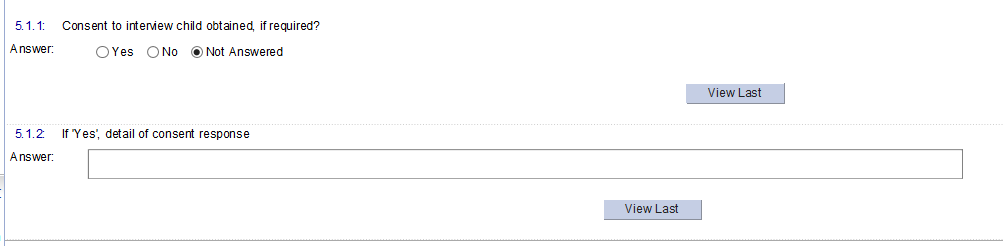 5.1.1: Consent to interview child obtained, if required?
Answer: Yes No Not Answered
View Last
5.1.2: If 'Yes', detail of consent response
Answer:
View Last